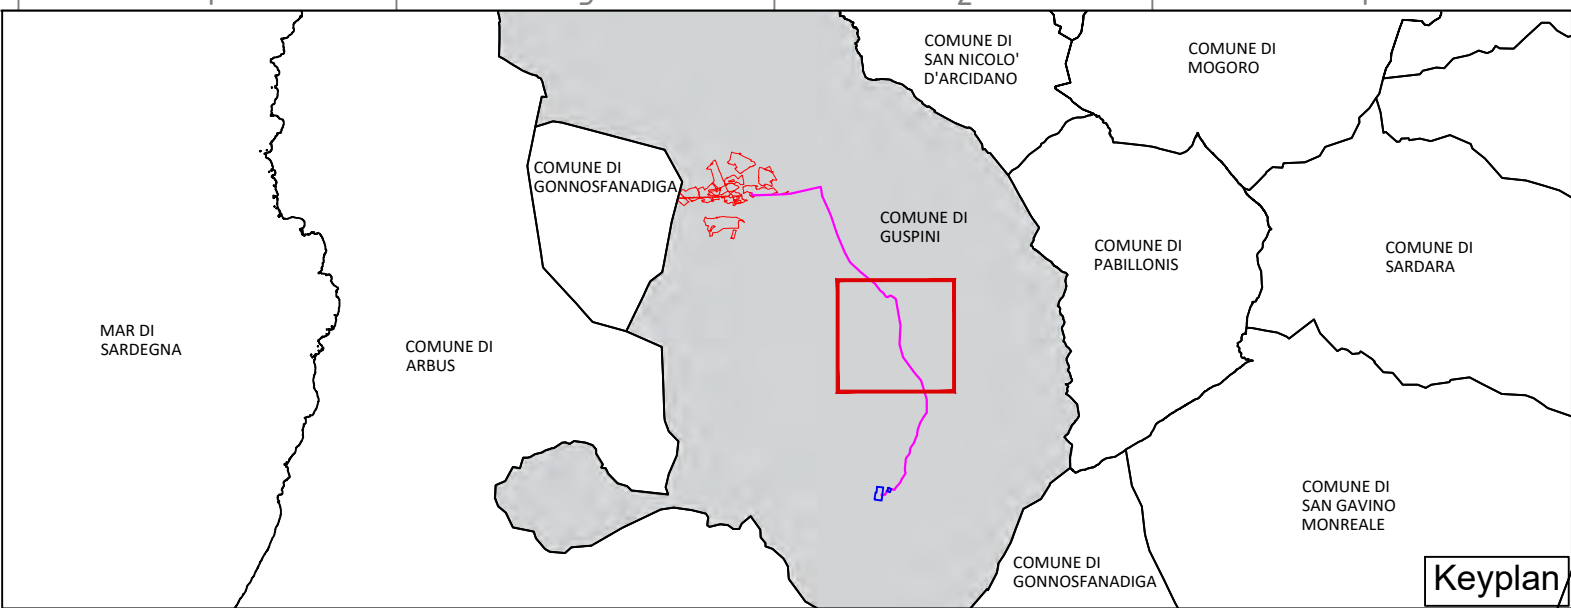 COMUNE DI
SAN NICOLO'
D'ARCIDANO
COMUNE DI
MOGORO
COMUNE DI
GONNOSFANADIGA
COMUNE DI
GUSPINI
COMUNE DI
PABILLONIS
COMUNE DI
SARDARA
MAR DI
SARDEGNA
COMUNE DI
ARBUS
COMUNE DI
SAN GAVINO
MONREALE
COMUNE DI
GONNOSFANADIGA
Keyplan